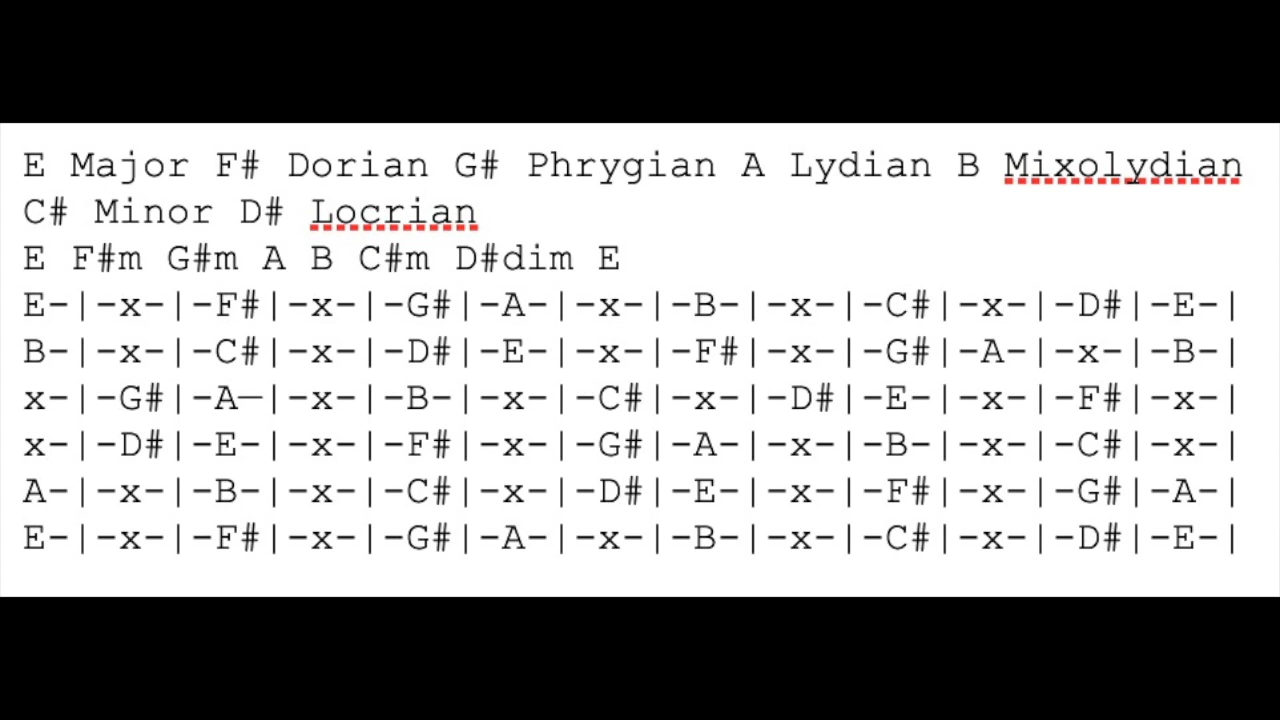 E Major F# Dorian G# Phrygian A Lydian B Mixolydian
C# Minor D# Locrian
E F#m G#m A B C#m D#dim E
E-|-x-|-F#|-x-|-G#|-A-|-x-|-B-|-x-|-C#|-x-|-D#|-E-|
B-|-x-|-C#|-x-|-D#|-E-|-x-|-F#|-x-|-G#|-A-|-x-|-B-|
x-|-G#|-A—|-x-|-B-|-x-|-C#|-x-|-D#|-E-|-x-|-F#|-x-|
x-|-D#|-E-|-x-|-F#|-x-|-G#|-A-|-x-|-B-|-x-|-C#|-x-|
A-|-x-|-B-|-x-|-C#|-x-|-D#|-E-|-x-|-F#|-x-|-G#|-A-|
E-|-x-|-F#|-x-|-G#|-A-|-x-|-B-|-x-|-C#|-x-|-D#|-E-|